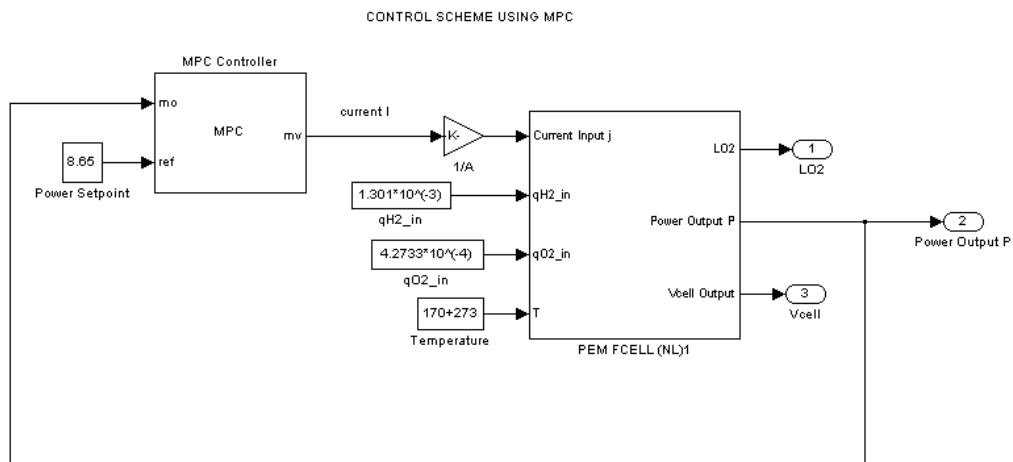 CONTROL SCHEME USING MPC
MPC Controller
mo
MPC
mv
ref
8.65
Power Setpoint
current I
K-
1/A
1.301*10^(-3)
qH2_in
4.2733*10^(-4)
qO2_in
170+273
Temperature
Current Input j
qH2_in
qO2_in
T
LO2
Power Output P
Vcell Output
PEM FCELL (NL)1
1
LO2
2
Power Output P
3
Vcell